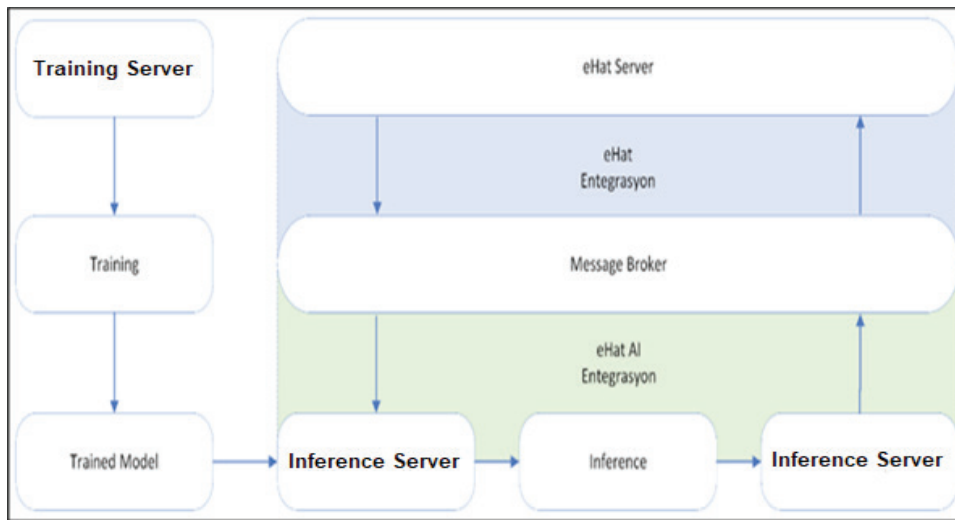 Training Server
eHat Server
eHat
Entegrasyon
Training
Message Broker
eHat AI
Entegrasyon
Trained Model
Inference Server
Inference
Inference Server